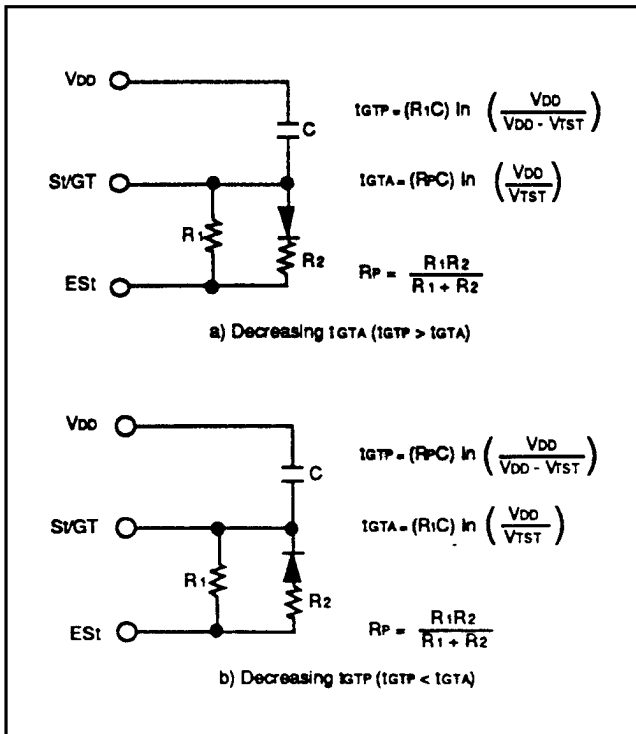 VDD
C
tGTP = (R1C) ln ( VDD / VDD - VTST )
St/GT
R1
R2
tGTA = (RPC) ln ( VDD / VTST )
ESt
RP = R1R2 / R1 + R2
a) Decreasing tGTA (tGTP > tGTA)
VDD
C
tGTP = (RPC) ln ( VDD / VDD - VTST )
St/GT
R1
R2
tGTA = (R1C) ln ( VDD / VTST )
ESt
RP = R1R2 / R1 + R2
b) Decreasing tGTP (tGTP < tGTA)